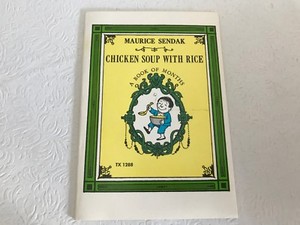 MAURICE SENDAK
CHICKEN SOUP WITH RICE
A BOOK OF MONTHS
TX 1388